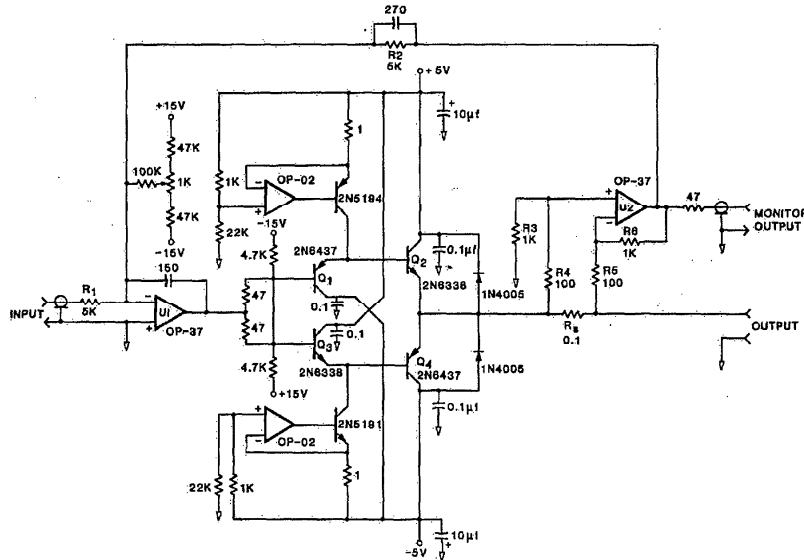 270
R2
5K
+5V
+15V
10µf
1
47K
100K
1K
OP-02
-
+
2N5194
1K
OP-37
47K
22K
-15V
-15V
4.7K
2N6437
+
-
U2
R3
1K
47
MONITOR
OUTPUT
R6
1K
0.1µf
R4
100
R5
100
150
Q1
Q2
2N6338
1N4005
R1
5K
INPUT
-
+
U1
OP-37
47
47
0.1
0.1
Q3
Rs
0.1
OUTPUT
4.7K
2N6338
Q4
2N6437
1N4005
+15V
0.1µf
+
-
OP-02
2N5191
22K
1K
1
10µf
+
-5V